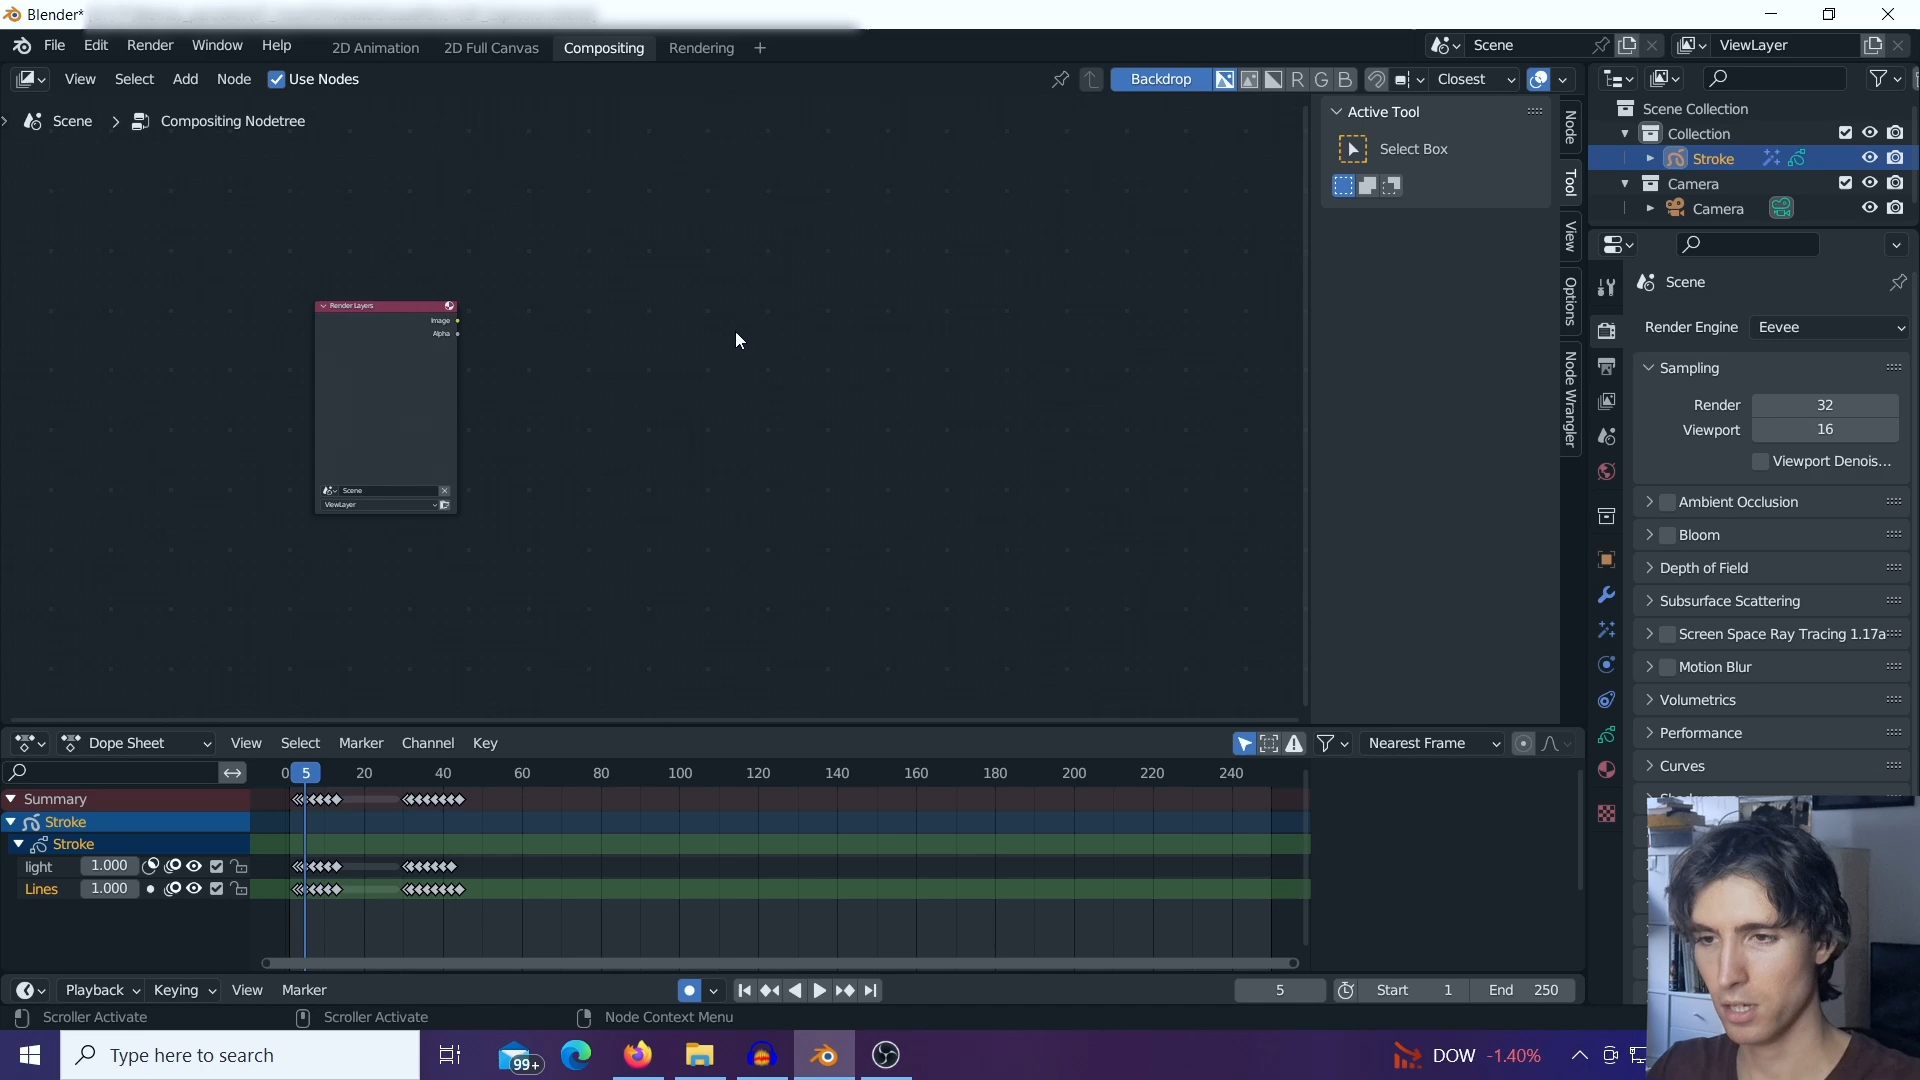 Blender*
File Edit Render Window Help 2D Animation 2D Full Canvas Compositing Rendering + Scene ViewLayer
View Select Add Node Use Nodes Backdrop R G B Closest
Scene > Compositing Nodetree
Active Tool
Select Box
Node
Tool
View
Options
Node Wrangler
Render Layers
Image
Alpha
Scene
ViewLayer
Scene Collection
Collection
Stroke
Camera
Camera
Scene
Render Engine Eevee
Sampling
Render 32
Viewport 16
Viewport Denois...
Ambient Occlusion
Bloom
Depth of Field
Subsurface Scattering
Screen Space Ray Tracing 1.17a
Motion Blur
Volumetrics
Performance
Curves
Dope Sheet View Select Marker Channel Key Nearest Frame
0 5 20 40 60 80 100 120 140 160 180 200 220 240
Summary
Stroke
Stroke
light 1.000
Lines 1.000
Playback Keying View Marker 5 Start 1 End 250
Scroller Activate Scroller Activate Node Context Menu
Type here to search 99+ DOW -1.40%